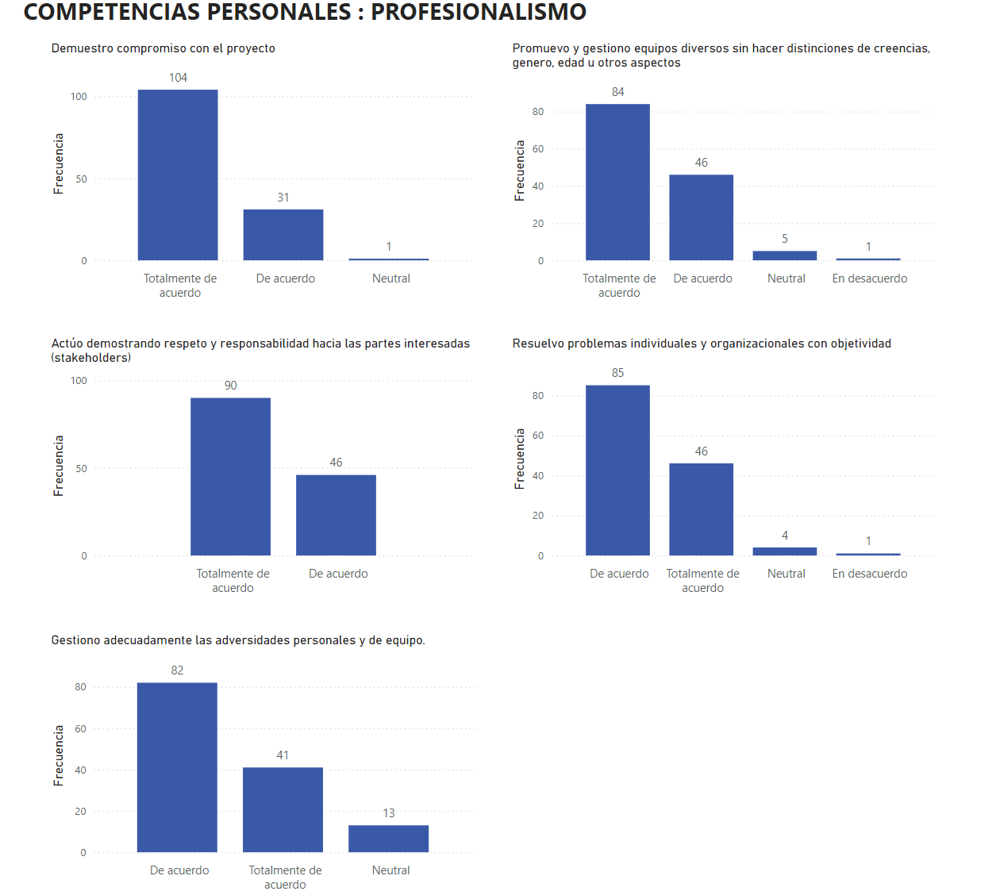 COMPETENCIAS PERSONALES : PROFESIONALISMO
Demuestro compromiso con el proyecto
104
100
31
50
1
0
Frecuencia
Totalmente de
acuerdo
De acuerdo
Neutral
Promuevo y gestiono equipos diversos sin hacer distinciones de creencias,
genero, edad u otros aspectos
84
80
60
46
40
20
5
1
0
Frecuencia
Totalmente de
acuerdo
De acuerdo
Neutral
En desacuerdo
Actúo demostrando respeto y responsabilidad hacia las partes interesadas
(stakeholders)
100
90
50
46
0
Frecuencia
Totalmente de
acuerdo
De acuerdo
Resuelvo problemas individuales y organizacionales con objetividad
85
80
60
46
40
20
4
1
0
Frecuencia
De acuerdo
Totalmente de
acuerdo
Neutral
En desacuerdo
Gestiono adecuadamente las adversidades personales y de equipo.
82
80
60
41
40
20
13
0
Frecuencia
De acuerdo
Totalmente de
acuerdo
Neutral